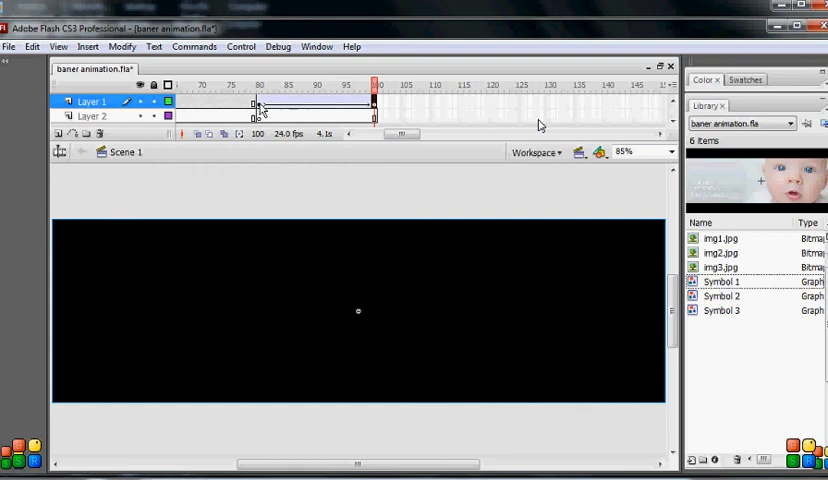 Adobe Flash CS3 Professional - [baner animation.fla*]
File Edit View Insert Modify Text Commands Control Debug Window Help
baner animation.fla*
Color × Swatches
70 75 80 85 90 95 100 105 110 115 120 125 130 135 140 145
Layer 1
Layer 2
Library ×
baner animation.fla
100 24.0 fps 4.1s
6 items
Scene 1
Workspace
85%
Name Type
img1.jpg Bitma
img2.jpg Bitma
img3.jpg Bitma
Symbol 1 Graph
Symbol 2 Graph
Symbol 3 Graph